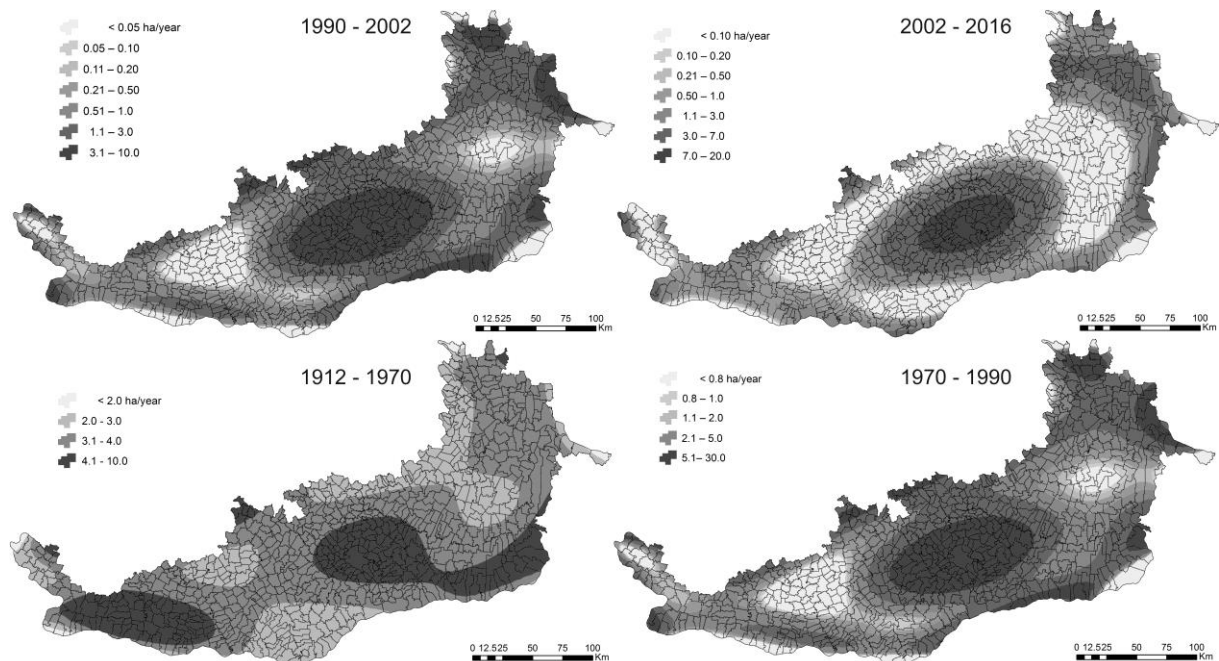 1990 - 2002
< 0.05 ha/year
0.05 – 0.10
0.11 – 0.20
0.21 – 0.50
0.51 – 1.0
1.1 – 3.0
3.1 – 10.0
0 12.525 50 75 100
Km
2002 - 2016
< 0.10 ha/year
0.10 – 0.20
0.21 – 0.50
0.50 – 1.0
1.1 – 3.0
3.0 – 7.0
7.0 – 20.0
0 12.525 50 75 100
Km
1912 - 1970
< 2.0 ha/year
2.0 - 3.0
3.1 - 4.0
4.1 - 10.0
0 12.525 50 75 100
Km
1970 - 1990
< 0.8 ha/year
0.8 – 1.0
1.1 – 2.0
2.1 – 5.0
5.1– 30.0
0 12.525 50 75 100
Km